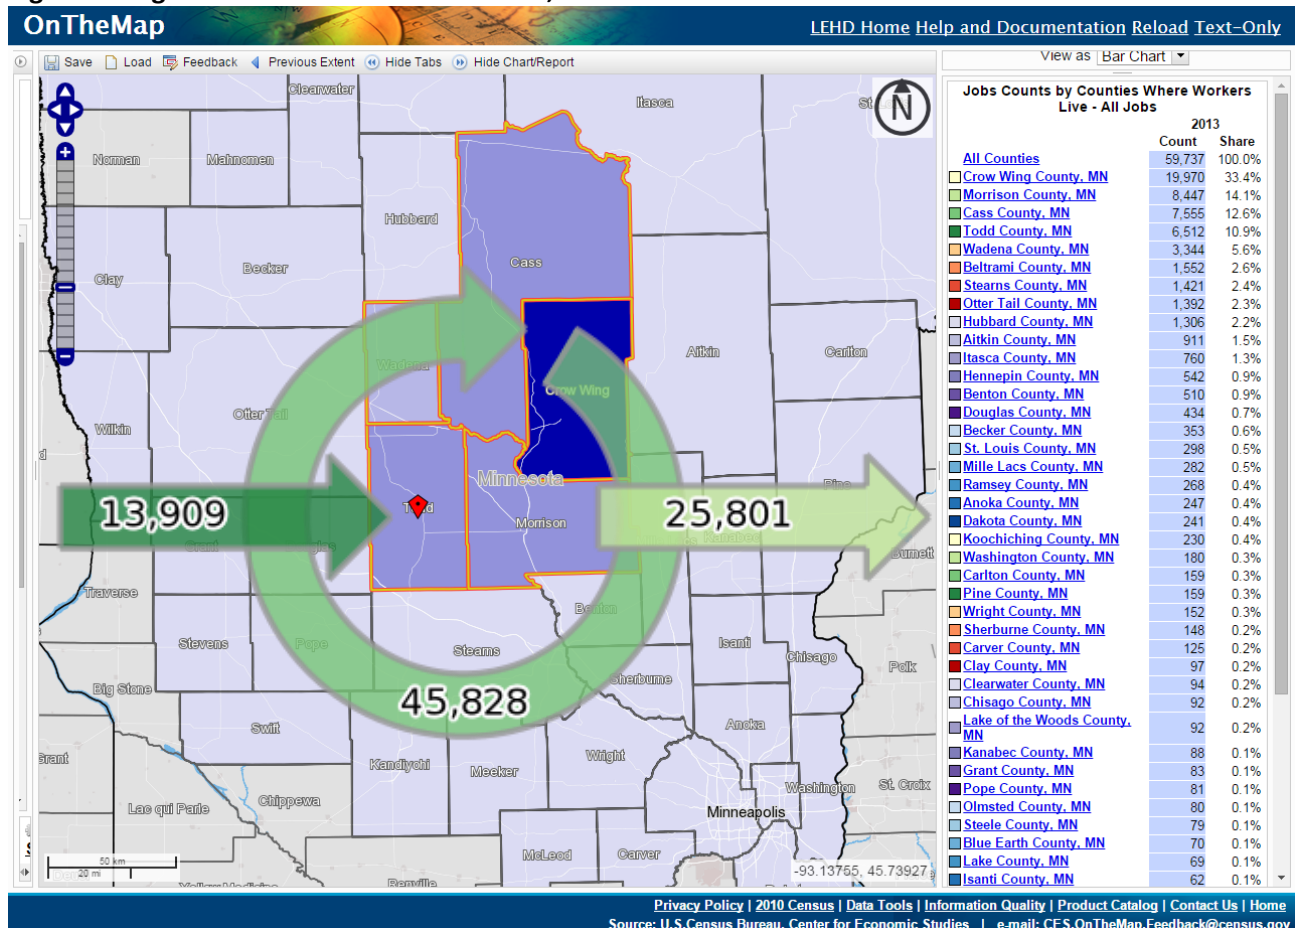 OnTheMap
LEHD Home Help and Documentation Reload Text-Only
Save Load Feedback Previous Extent Hide Tabs Hide Chart/Report
View as Bar Chart
Jobs Counts by Counties Where Workers
Live - All Jobs
2013
Count Share
All Counties 59,737 100.0%
Crow Wing County, MN 19,970 33.4%
Morrison County, MN 8,447 14.1%
Cass County, MN 7,555 12.6%
Todd County, MN 6,512 10.9%
Wadena County, MN 3,344 5.6%
Beltrami County, MN 1,552 2.6%
Stearns County, MN 1,421 2.4%
Otter Tail County, MN 1,392 2.3%
Hubbard County, MN 1,306 2.2%
Aitkin County, MN 911 1.5%
Itasca County, MN 760 1.3%
Hennepin County, MN 542 0.9%
Benton County, MN 510 0.9%
Douglas County, MN 434 0.7%
Becker County, MN 353 0.6%
St. Louis County, MN 298 0.5%
Mille Lacs County, MN 282 0.5%
Ramsey County, MN 268 0.4%
Anoka County, MN 247 0.4%
Dakota County, MN 241 0.4%
Koochiching County, MN 230 0.4%
Washington County, MN 180 0.3%
Carlton County, MN 159 0.3%
Pine County, MN 159 0.3%
Wright County, MN 152 0.3%
Sherburne County, MN 148 0.2%
Carver County, MN 125 0.2%
Clay County, MN 97 0.2%
Clearwater County, MN 94 0.2%
Chisago County, MN 92 0.2%
Lake of the Woods County,
MN 92 0.2%
Kanabec County, MN 88 0.1%
Grant County, MN 83 0.1%
Pope County, MN 81 0.1%
Olmsted County, MN 80 0.1%
Steele County, MN 79 0.1%
Blue Earth County, MN 70 0.1%
Lake County, MN 69 0.1%
Isanti County, MN 62 0.1%
Clearwater
Itasca
N
Norman
Mahnomen
Hubbard
Cass
Clay
Becker
Aitkin
Carlton
Wadena
Crow Wing
Otter Tail
Wilkin
Minnesota
Pine
Todd
13,909
25,801
Morrison
Grant
Kanabec
Burnett
Traverse
Benton
Stevens
Pope
Stearns
Isanti
Chisago
Polk
Big Stone
Sherburne
45,828
Swift
Anoka
Grant
Kandiyohi
Meeker
Wright
Washington
St. Croix
Lac qui Parle
Chippewa
Minneapolis
McLeod
Carver
50 km
20 mi
-93.13755, 45.73927
Renville
Privacy Policy | 2010 Census | Data Tools | Information Quality | Product Catalog | Contact Us | Home
Source: U.S.Census Bureau, Center for Economic Studies | e-mail: CES.OnTheMap.Feedback@census.gov